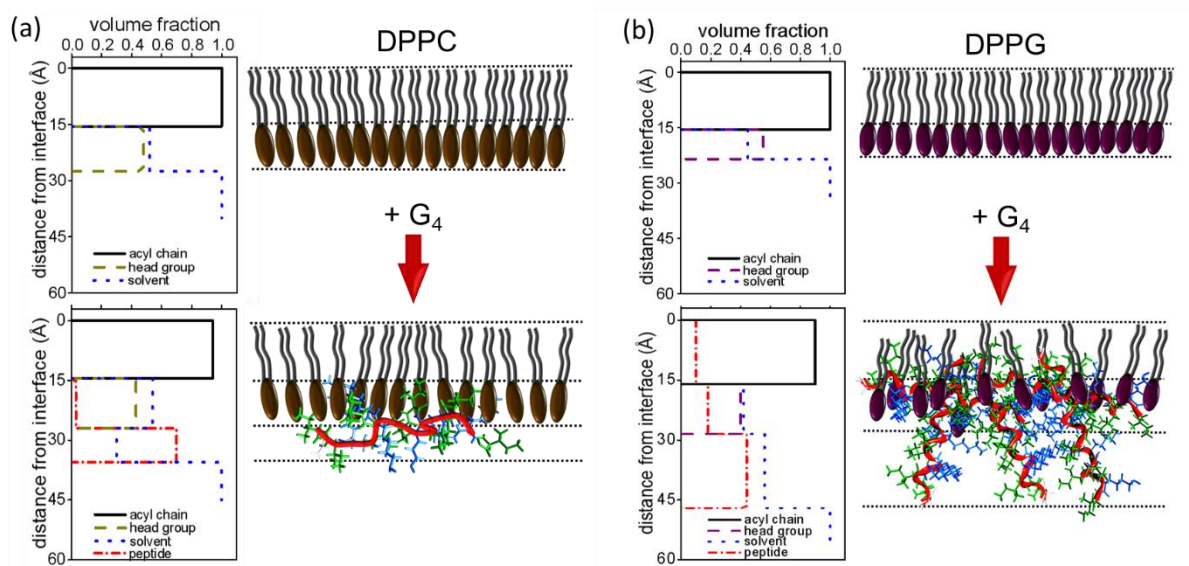 (a)
volume fraction
0.0 0.2 0.4 0.6 0.8 1.0
distance from interface (Å)
0
15
30
45
60
acyl chain
head group
solvent
DPPC
+ G4
distance from interface (Å)
0
15
30
45
60
acyl chain
head group
solvent
peptide
(b)
volume fraction
0.0 0.2 0.4 0.6 0.8 1.0
distance from interface (Å)
0
15
30
45
60
acyl chain
head group
solvent
DPPG
+ G4
distance from interface (Å)
0
15
30
45
60
acyl chain
head group
solvent
peptide